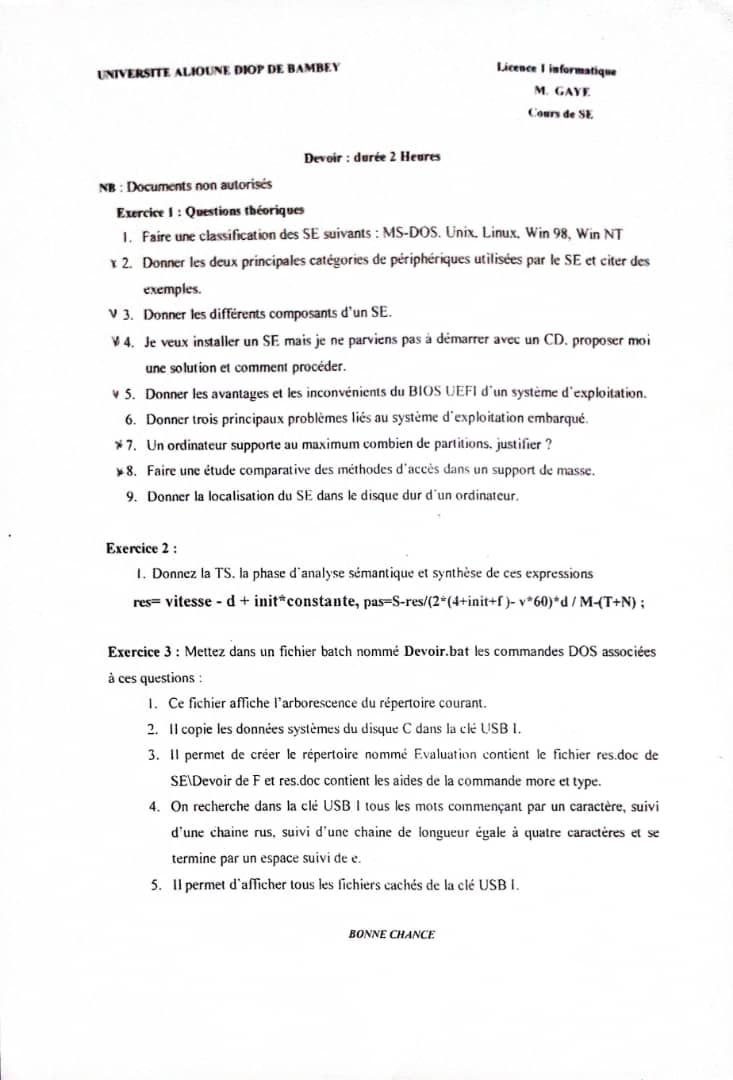 UNIVERSITE ALIOUNE DIOP DE BAMBEY
Licence 1 informatique
M. GAYE
Cours de SE
Devoir : durée 2 Heures
NB : Documents non autorisés
Exercice 1 : Questions théoriques
1. Faire une classification des SE suivants : MS-DOS. Unix. Linux. Win 98, Win NT
2. Donner les deux principales catégories de périphériques utilisées par le SE et citer des
exemples.
3. Donner les différents composants d'un SE.
4. Je veux installer un SE mais je ne parviens pas à démarrer avec un CD. proposer moi
une solution et comment procéder.
5. Donner les avantages et les inconvénients du BIOS UEFI d'un système d'exploitation.
6. Donner trois principaux problèmes liés au système d'exploitation embarqué.
7. Un ordinateur supporte au maximum combien de partitions. justifier ?
8. Faire une étude comparative des méthodes d'accès dans un support de masse.
9. Donner la localisation du SE dans le disque dur d'un ordinateur.
Exercice 2 :
1. Donnez la TS. la phase d'analyse sémantique et synthèse de ces expressions
res= vitesse - d + init*constante, pas=S-res/(2*(4+init+f )- v*60)*d / M-(T+N) ;
Exercice 3 : Mettez dans un fichier batch nommé Devoir.bat les commandes DOS associées
à ces questions :
1. Ce fichier affiche l'arborescence du répertoire courant.
2. Il copie les données systèmes du disque C dans la clé USB I.
3. Il permet de créer le répertoire nommé Evaluation contient le fichier res.doc de
SE\Devoir de F et res.doc contient les aides de la commande more et type.
4. On recherche dans la clé USB I tous les mots commençant par un caractère, suivi
d'une chaine rus, suivi d'une chaine de longueur égale à quatre caractères et se
termine par un espace suivi de e.
5. Il permet d'afficher tous les fichiers cachés de la clé USB I.
BONNE CHANCE